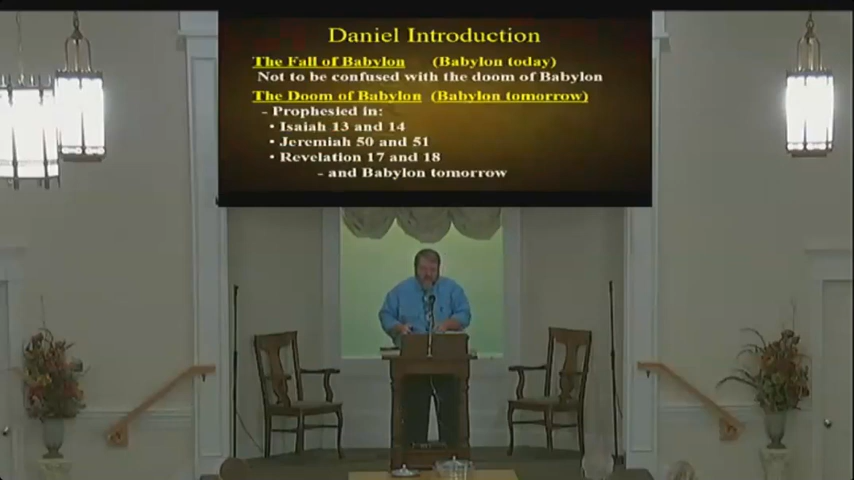 Daniel Introduction
The Fall of Babylon (Babylon today)
Not to be confused with the doom of Babylon
The Doom of Babylon (Babylon tomorrow)
- Prophesied in:
• Isaiah 13 and 14
• Jeremiah 50 and 51
• Revelation 17 and 18
- and Babylon tomorrow